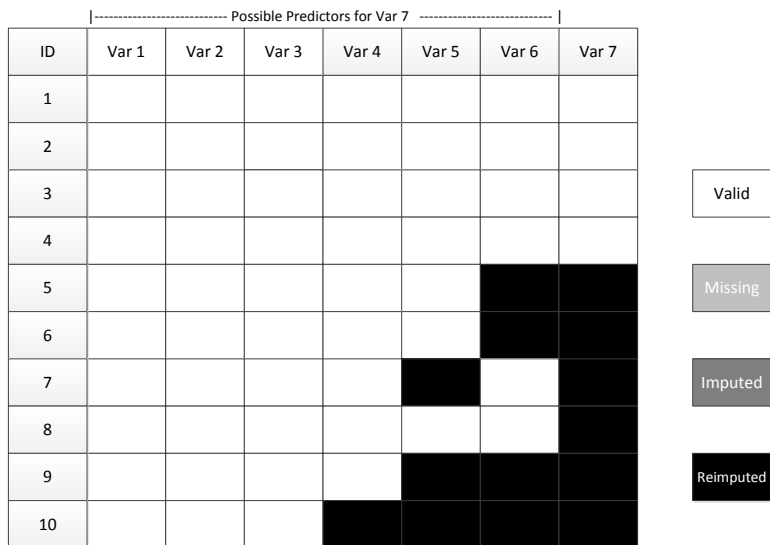 |---------------------------- Possible Predictors for Var 7 ---------------------------- |
ID Var 1 Var 2 Var 3 Var 4 Var 5 Var 6 Var 7
1
2
3
Valid
4
5
Missing
6
7
Imputed
8
9
Reimputed
10